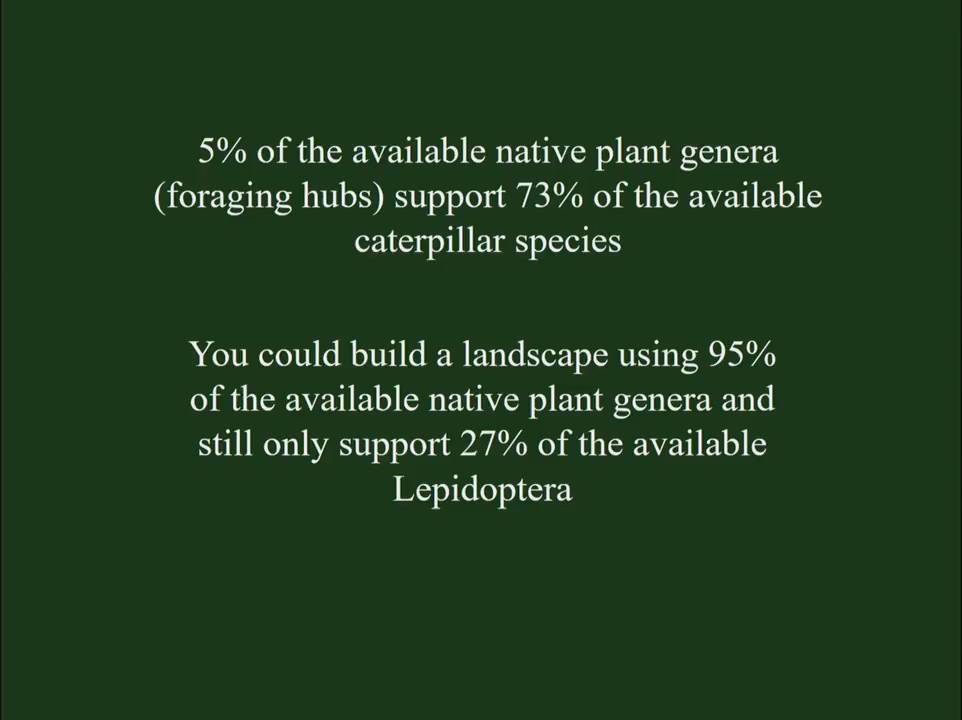 5% of the available native plant genera
(foraging hubs) support 73% of the available
caterpillar species
You could build a landscape using 95%
of the available native plant genera and
still only support 27% of the available
Lepidoptera